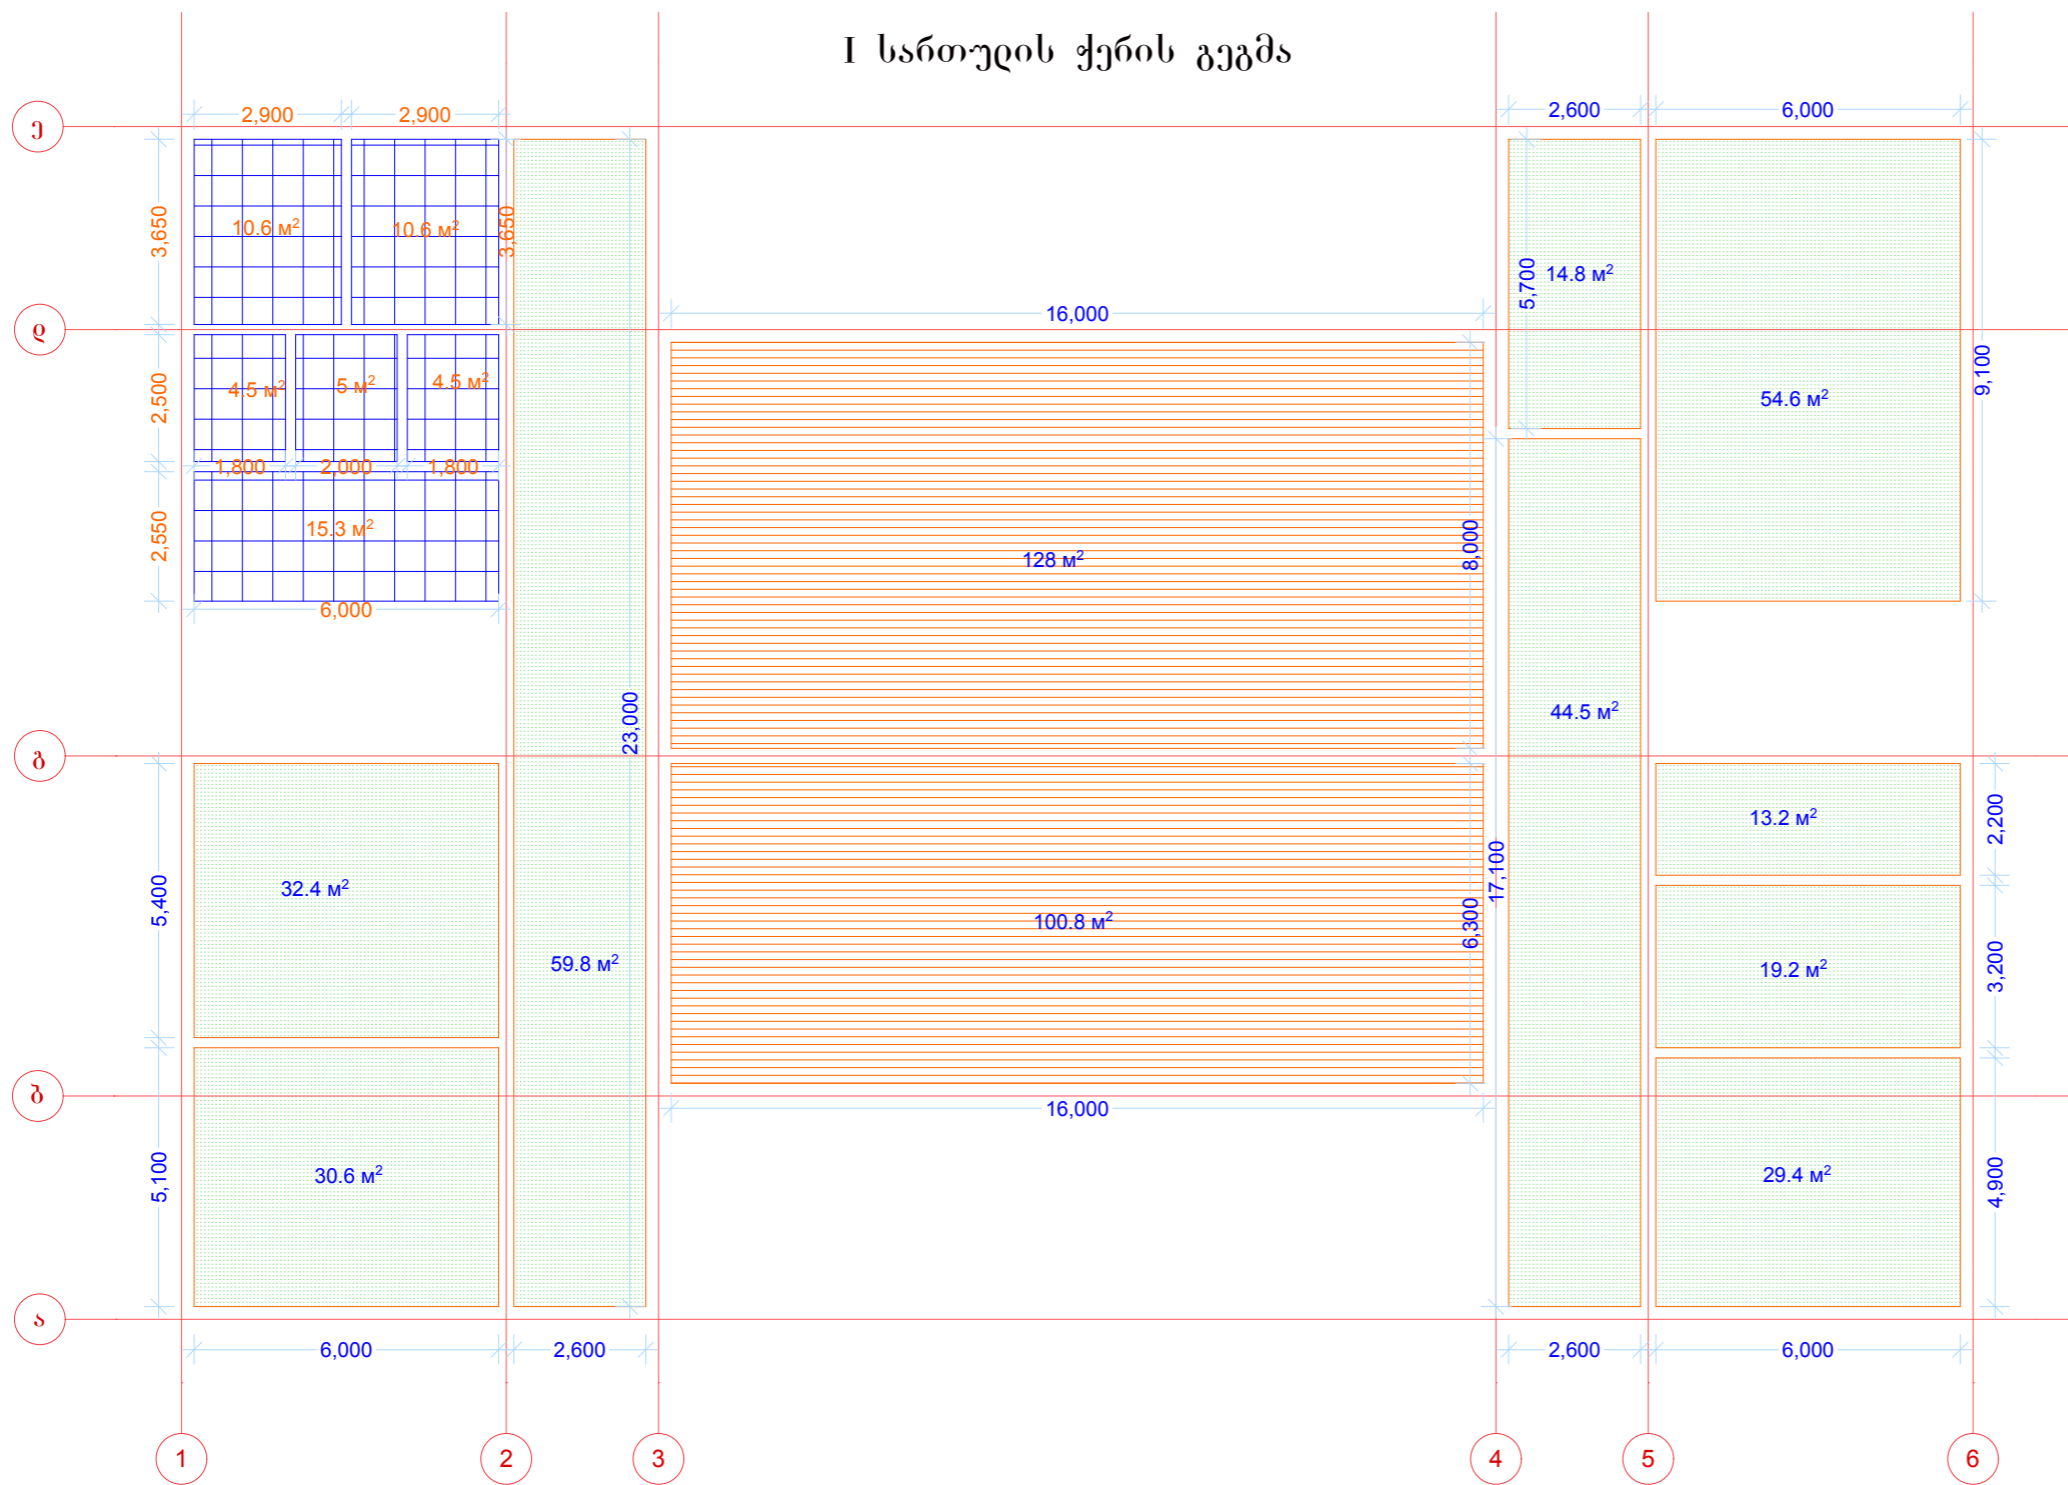 I სართულის ჭერის გეგმა
2,900 2,900 2,600 6,000
ე
3,650 10.6 м² 10.6 м² 3,650 5,700 14.8 м²
16,000
დ
2,500 4.5 м² 5 м² 4.5 м² 54.6 м² 9,100
1,800 2,000 1,800
2,550 15.3 м² 128 м² 8,000
6,000
23,000 44.5 м²
გ
13.2 м² 2,200
5,400 32.4 м² 100.8 м² 6,300 17,100
59.8 м² 19.2 м² 3,200
ბ
16,000
5,100 30.6 м² 29.4 м² 4,900
ა
6,000 2,600 2,600 6,000
1 2 3 4 5 6